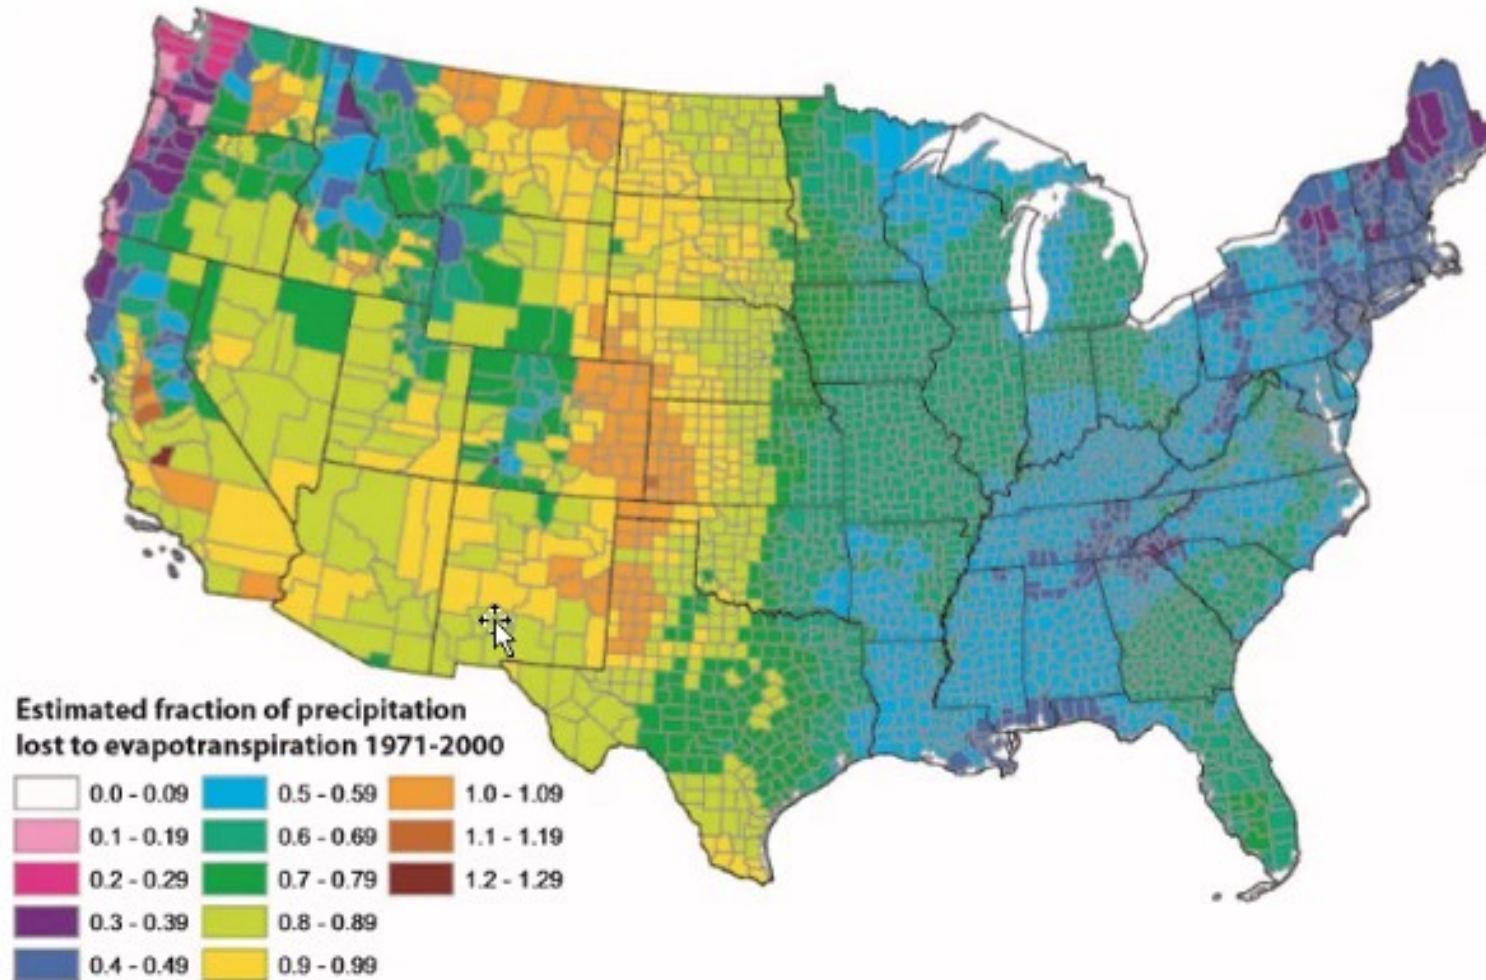 Estimated fraction of precipitation
lost to evapotranspiration 1971-2000
0.0 - 0.09
0.1 - 0.19
0.2 - 0.29
0.3 - 0.39
0.4 - 0.49
0.5 - 0.59
0.6 - 0.69
0.7 - 0.79
0.8 - 0.89
0.9 - 0.99
1.0 - 1.09
1.1 - 1.19
1.2 - 1.29